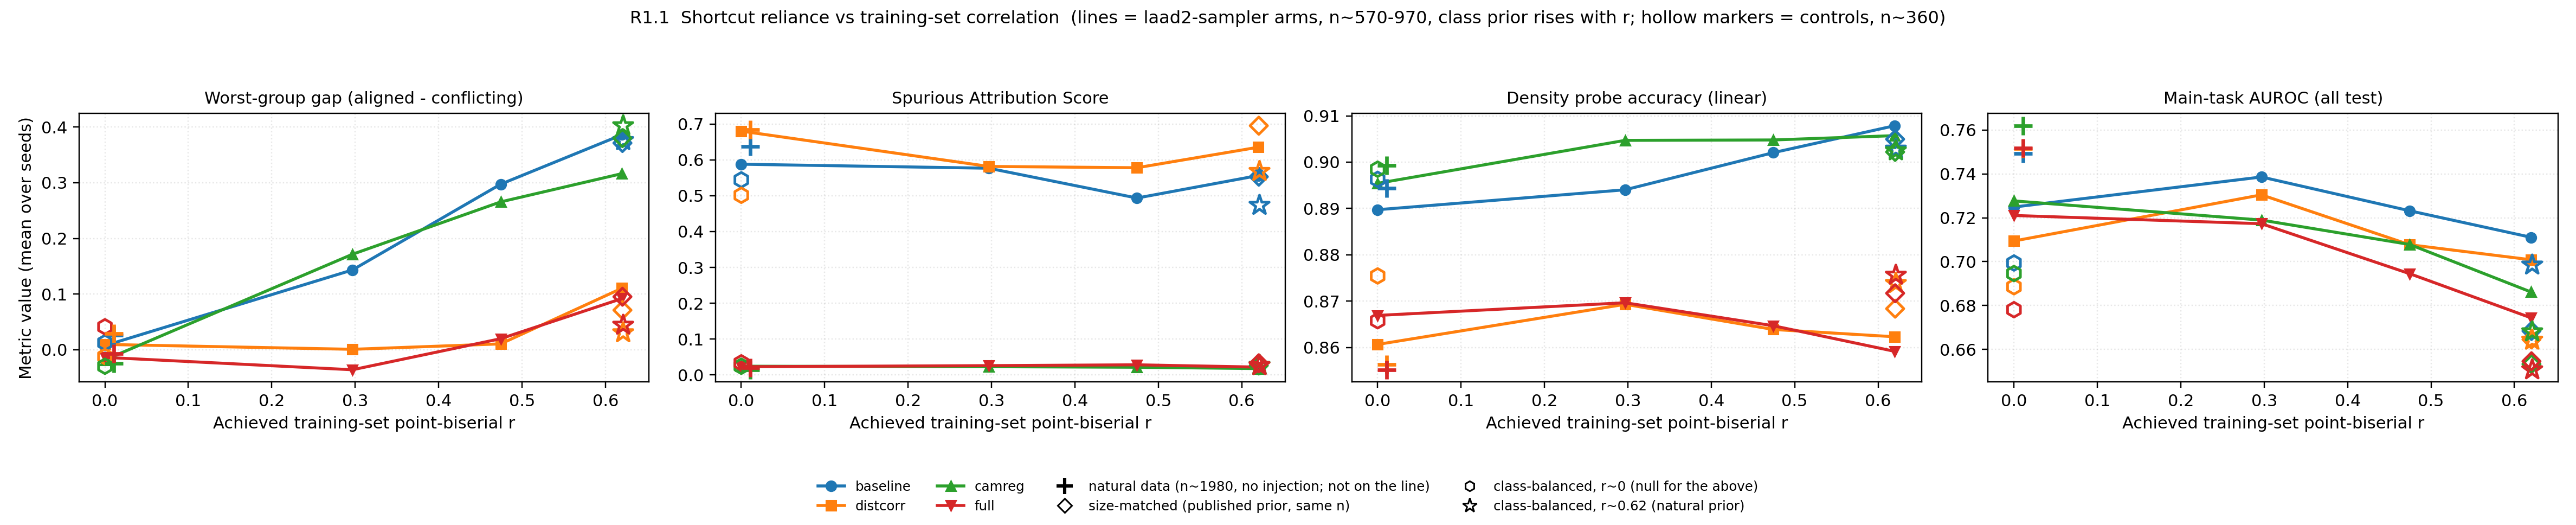 R1.1  Shortcut reliance vs training-set correlation  (lines = laad2-sampler arms, n~570-970, class prior rises with r; hollow markers = controls, n~360)
Worst-group gap (aligned - conflicting)
Metric value (mean over seeds)
0.4
0.3
0.2
0.1
0.0
0.0 0.1 0.2 0.3 0.4 0.5 0.6
Achieved training-set point-biserial r
Spurious Attribution Score
0.7
0.6
0.5
0.4
0.3
0.2
0.1
0.0
0.0 0.1 0.2 0.3 0.4 0.5 0.6
Achieved training-set point-biserial r
Density probe accuracy (linear)
0.91
0.90
0.89
0.88
0.87
0.86
0.0 0.1 0.2 0.3 0.4 0.5 0.6
Achieved training-set point-biserial r
Main-task AUROC (all test)
0.76
0.74
0.72
0.70
0.68
0.66
0.0 0.1 0.2 0.3 0.4 0.5 0.6
Achieved training-set point-biserial r
baseline
distcorr
camreg
full
natural data (n~1980, no injection; not on the line)
size-matched (published prior, same n)
class-balanced, r~0 (null for the above)
class-balanced, r~0.62 (natural prior)